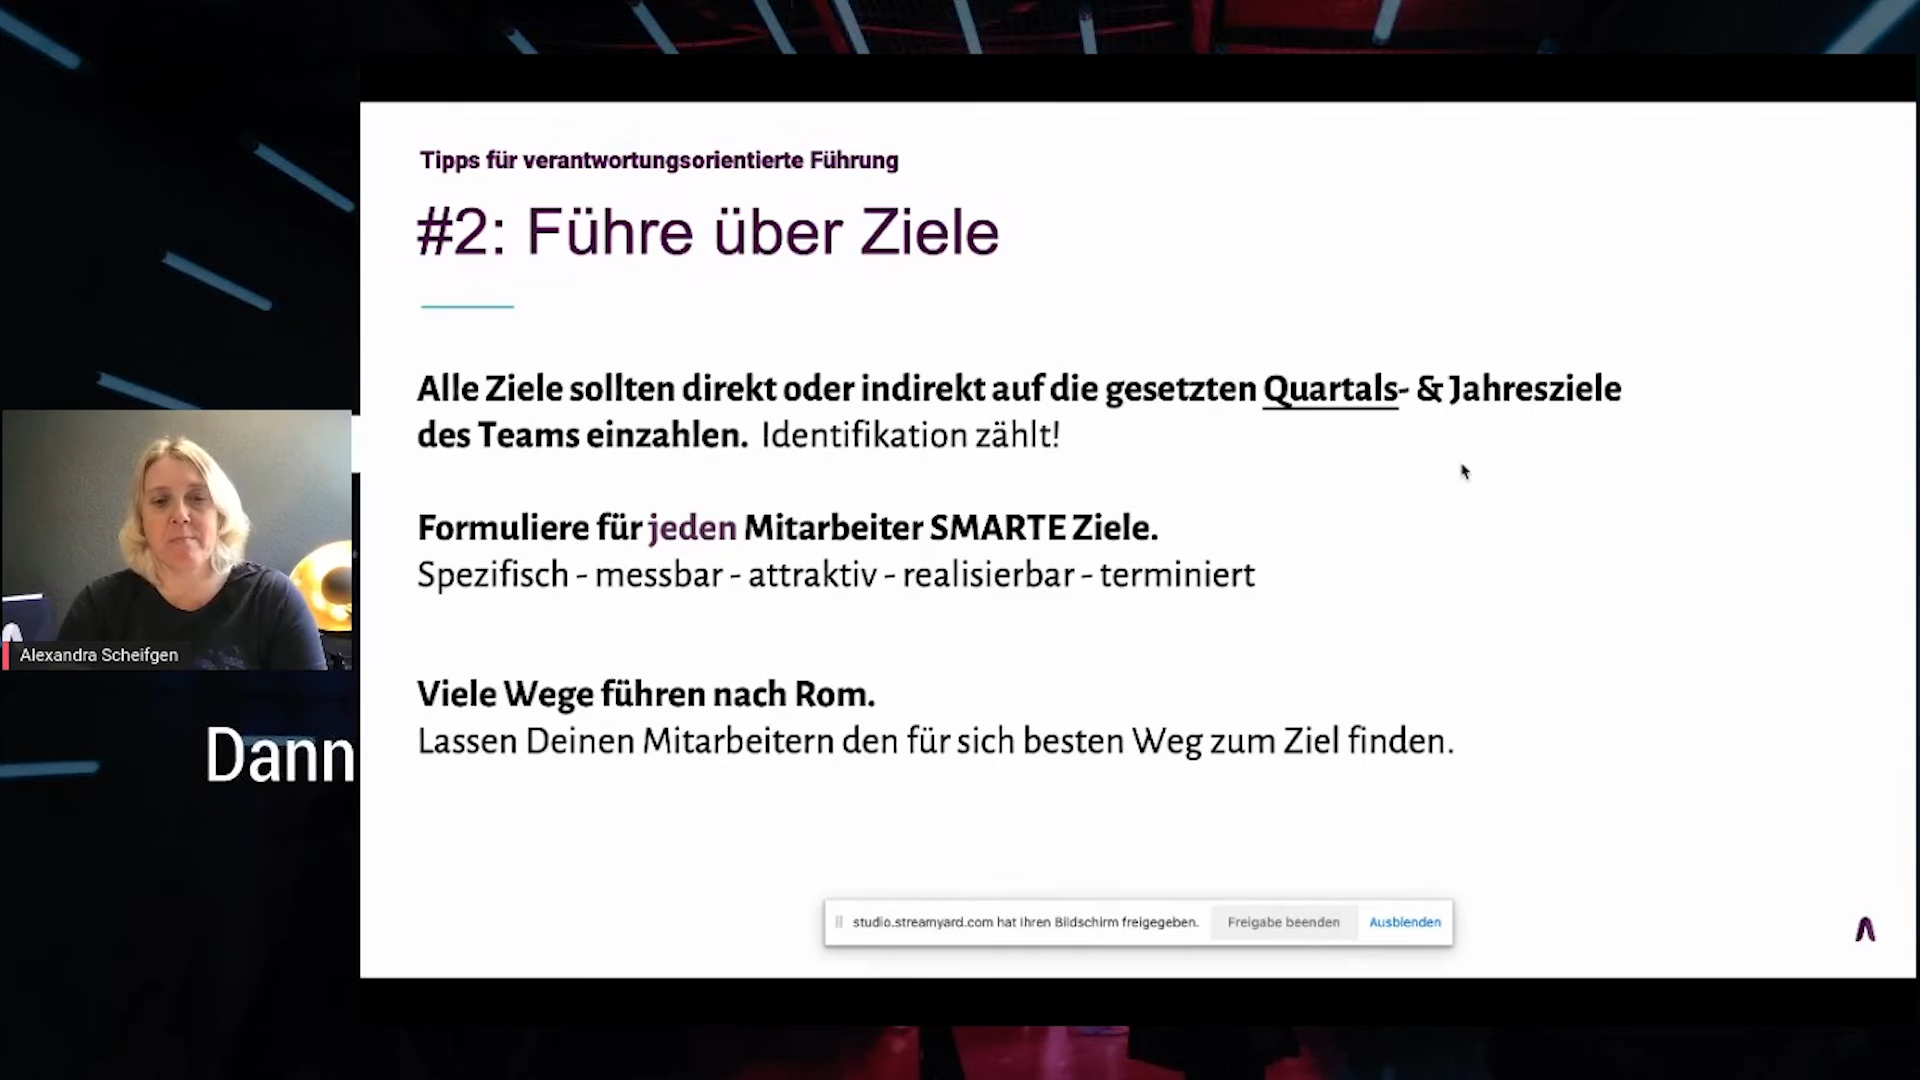 Tipps für verantwortungsorientierte Führung
#2: Führe über Ziele
Alle Ziele sollten direkt oder indirekt auf die gesetzten Quartals- & Jahresziele
des Teams einzahlen. Identifikation zählt!
Formuliere für jeden Mitarbeiter SMARTE Ziele.
Spezifisch - messbar - attraktiv - realisierbar - terminiert
Viele Wege führen nach Rom.
Lassen Deinen Mitarbeitern den für sich besten Weg zum Ziel finden.
Alexandra Scheifgen
Dann
studio.streamyard.com hat Ihren Bildschirm freigegeben. Freigabe beenden Ausblenden